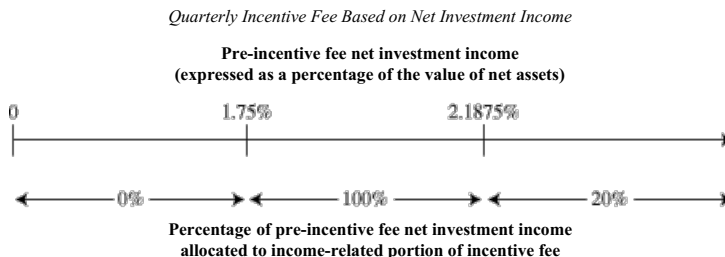 Quarterly Incentive Fee Based on Net Investment Income
Pre-incentive fee net investment income
(expressed as a percentage of the value of net assets)
0 1.75% 2.1875%
0% 100% 20%
Percentage of pre-incentive fee net investment income
allocated to income-related portion of incentive fee